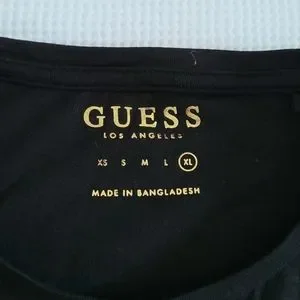 GUESS
LOS ANGELES
XS S M L XL
MADE IN BANGLADESH